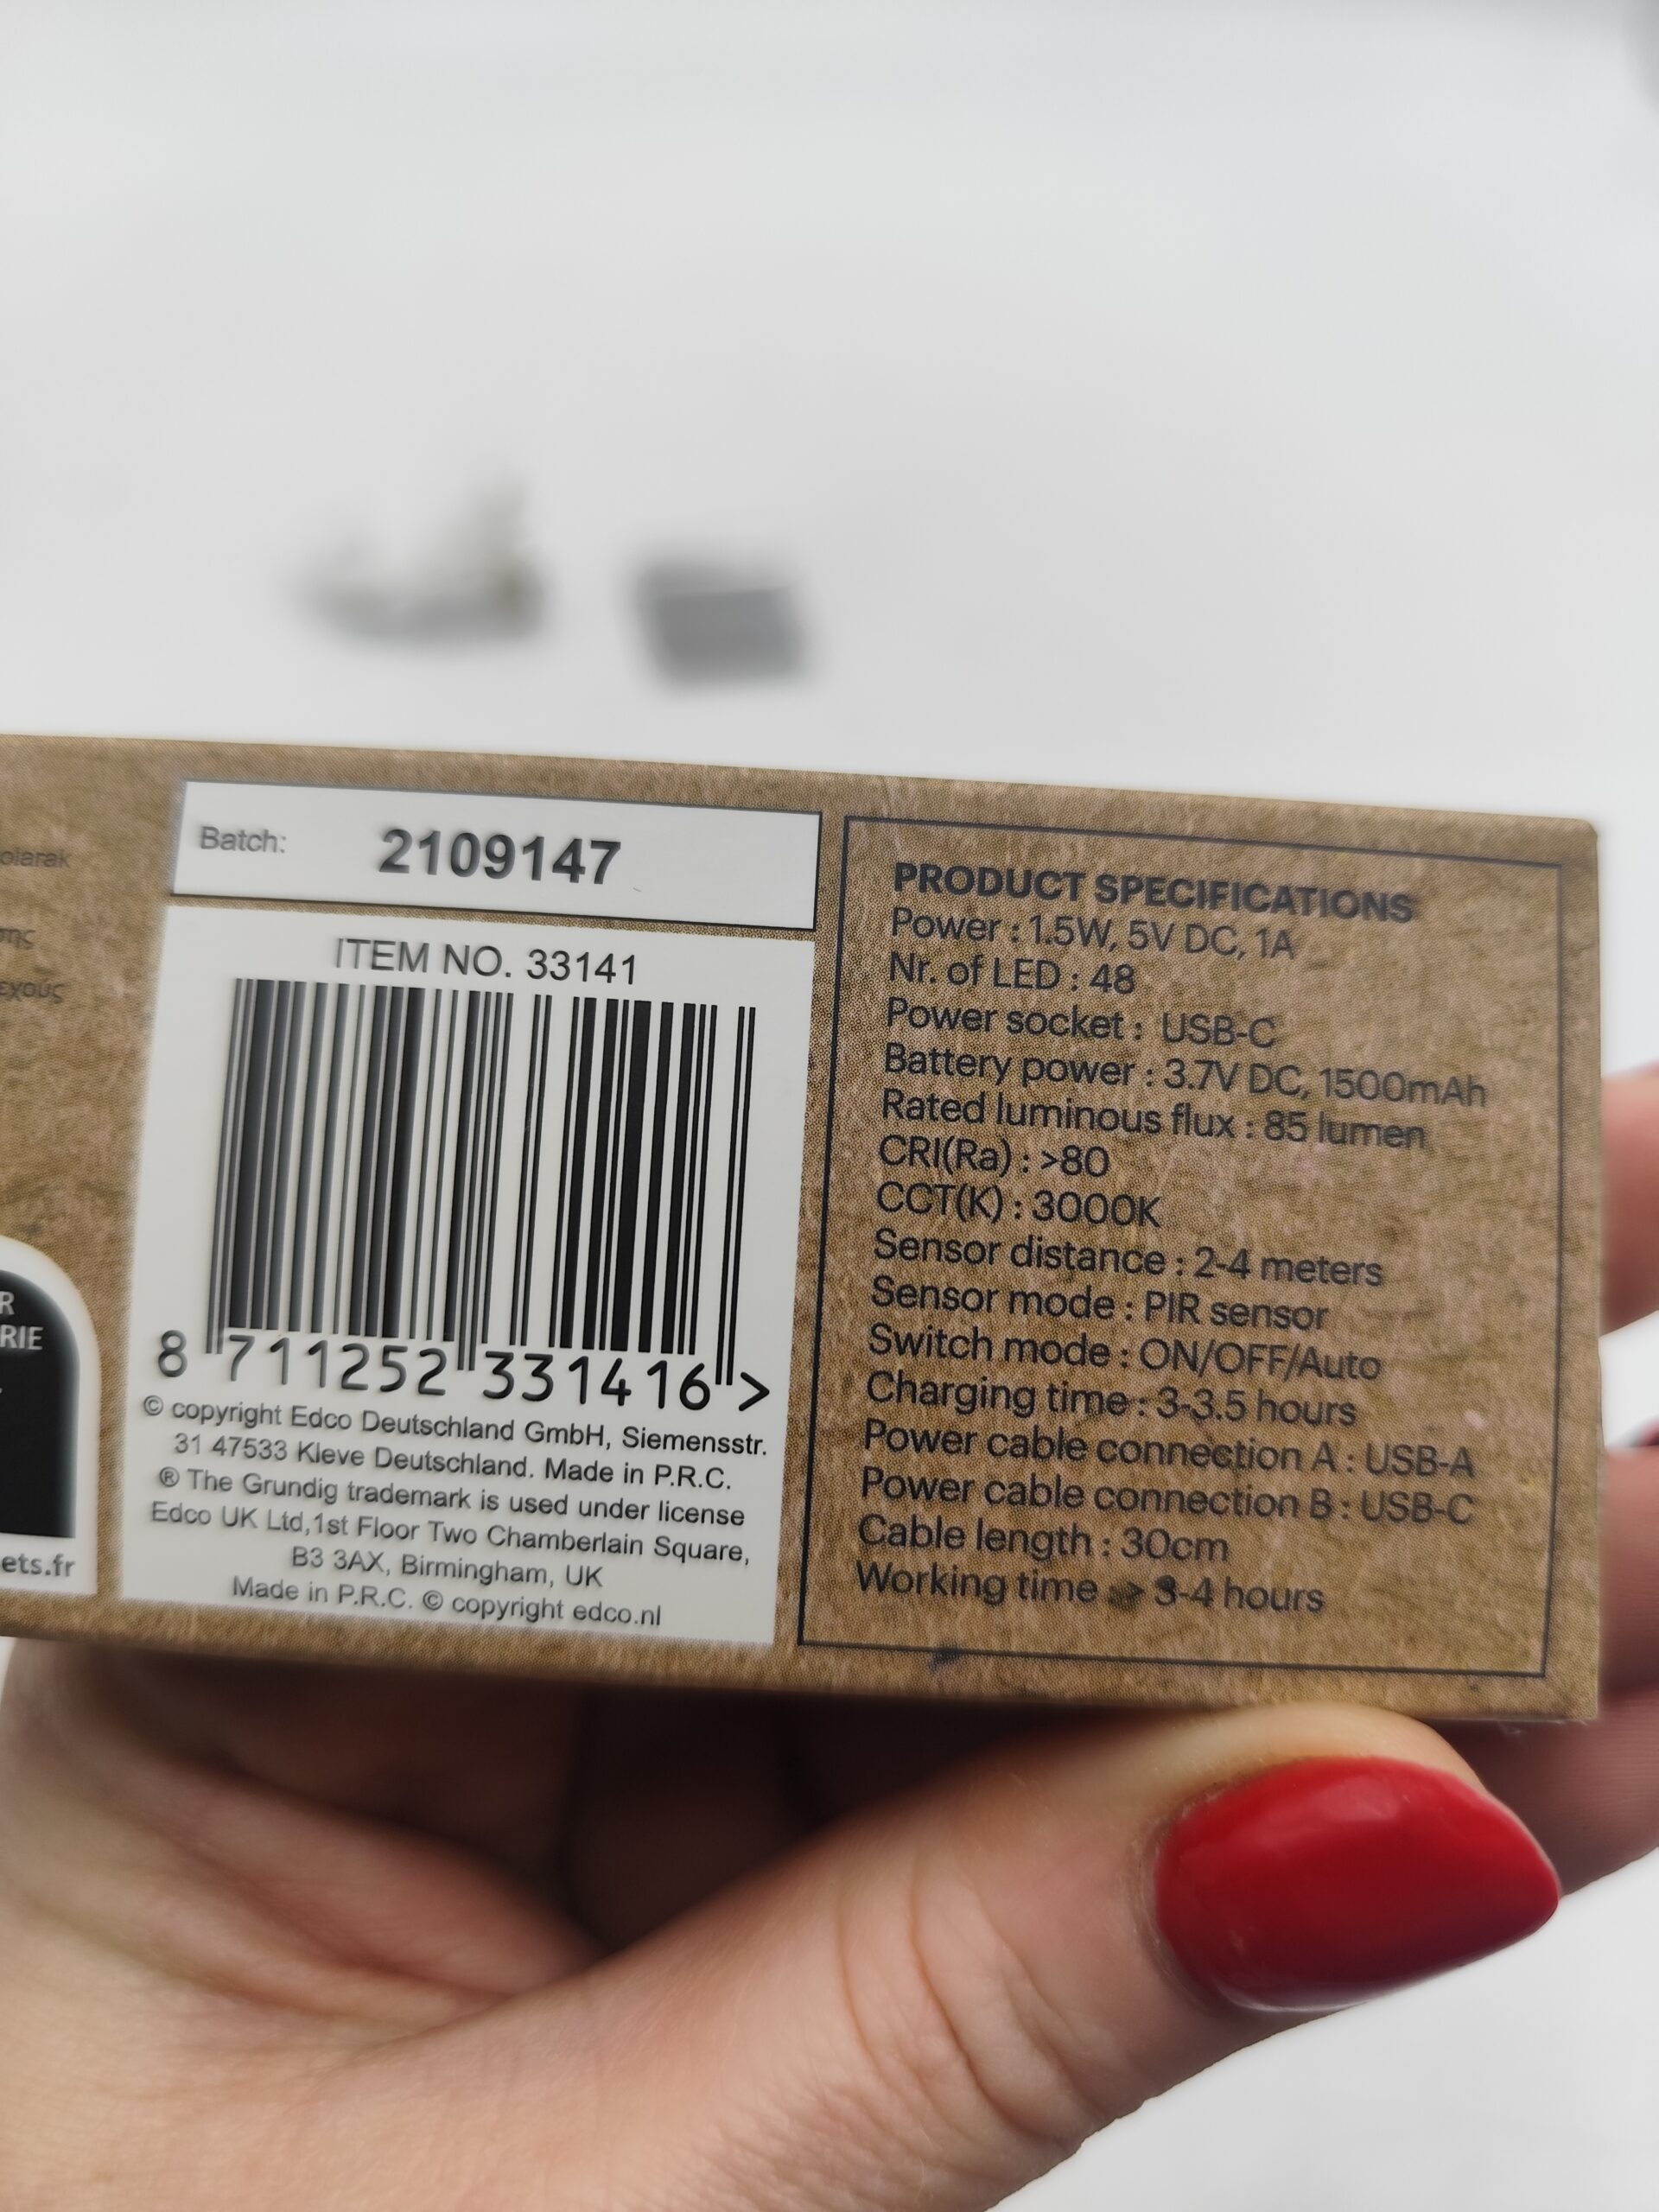 olarak
εχούς
R
RIE
ets.fr
Batch: 2109147
ITEM NO. 33141
8 711252 331416 >
© copyright Edco Deutschland GmbH, Siemensstr.
31 47533 Kleve Deutschland. Made in P.R.C.
® The Grundig trademark is used under license
Edco UK Ltd,1st Floor Two Chamberlain Square,
B3 3AX, Birmingham, UK
Made in P.R.C. © copyright edco.nl
PRODUCT SPECIFICATIONS
Power : 1.5W, 5V DC, 1A
Nr. of LED : 48
Power socket : USB-C
Battery power : 3.7V DC, 1500mAh
Rated luminous flux : 85 lumen
CRI(Ra) : >80
CCT(K) : 3000K
Sensor distance : 2-4 meters
Sensor mode : PIR sensor
Switch mode : ON/OFF/Auto
Charging time : 3-3.5 hours
Power cable connection A : USB-A
Power cable connection B : USB-C
Cable length : 30cm
Working time : 3-4 hours